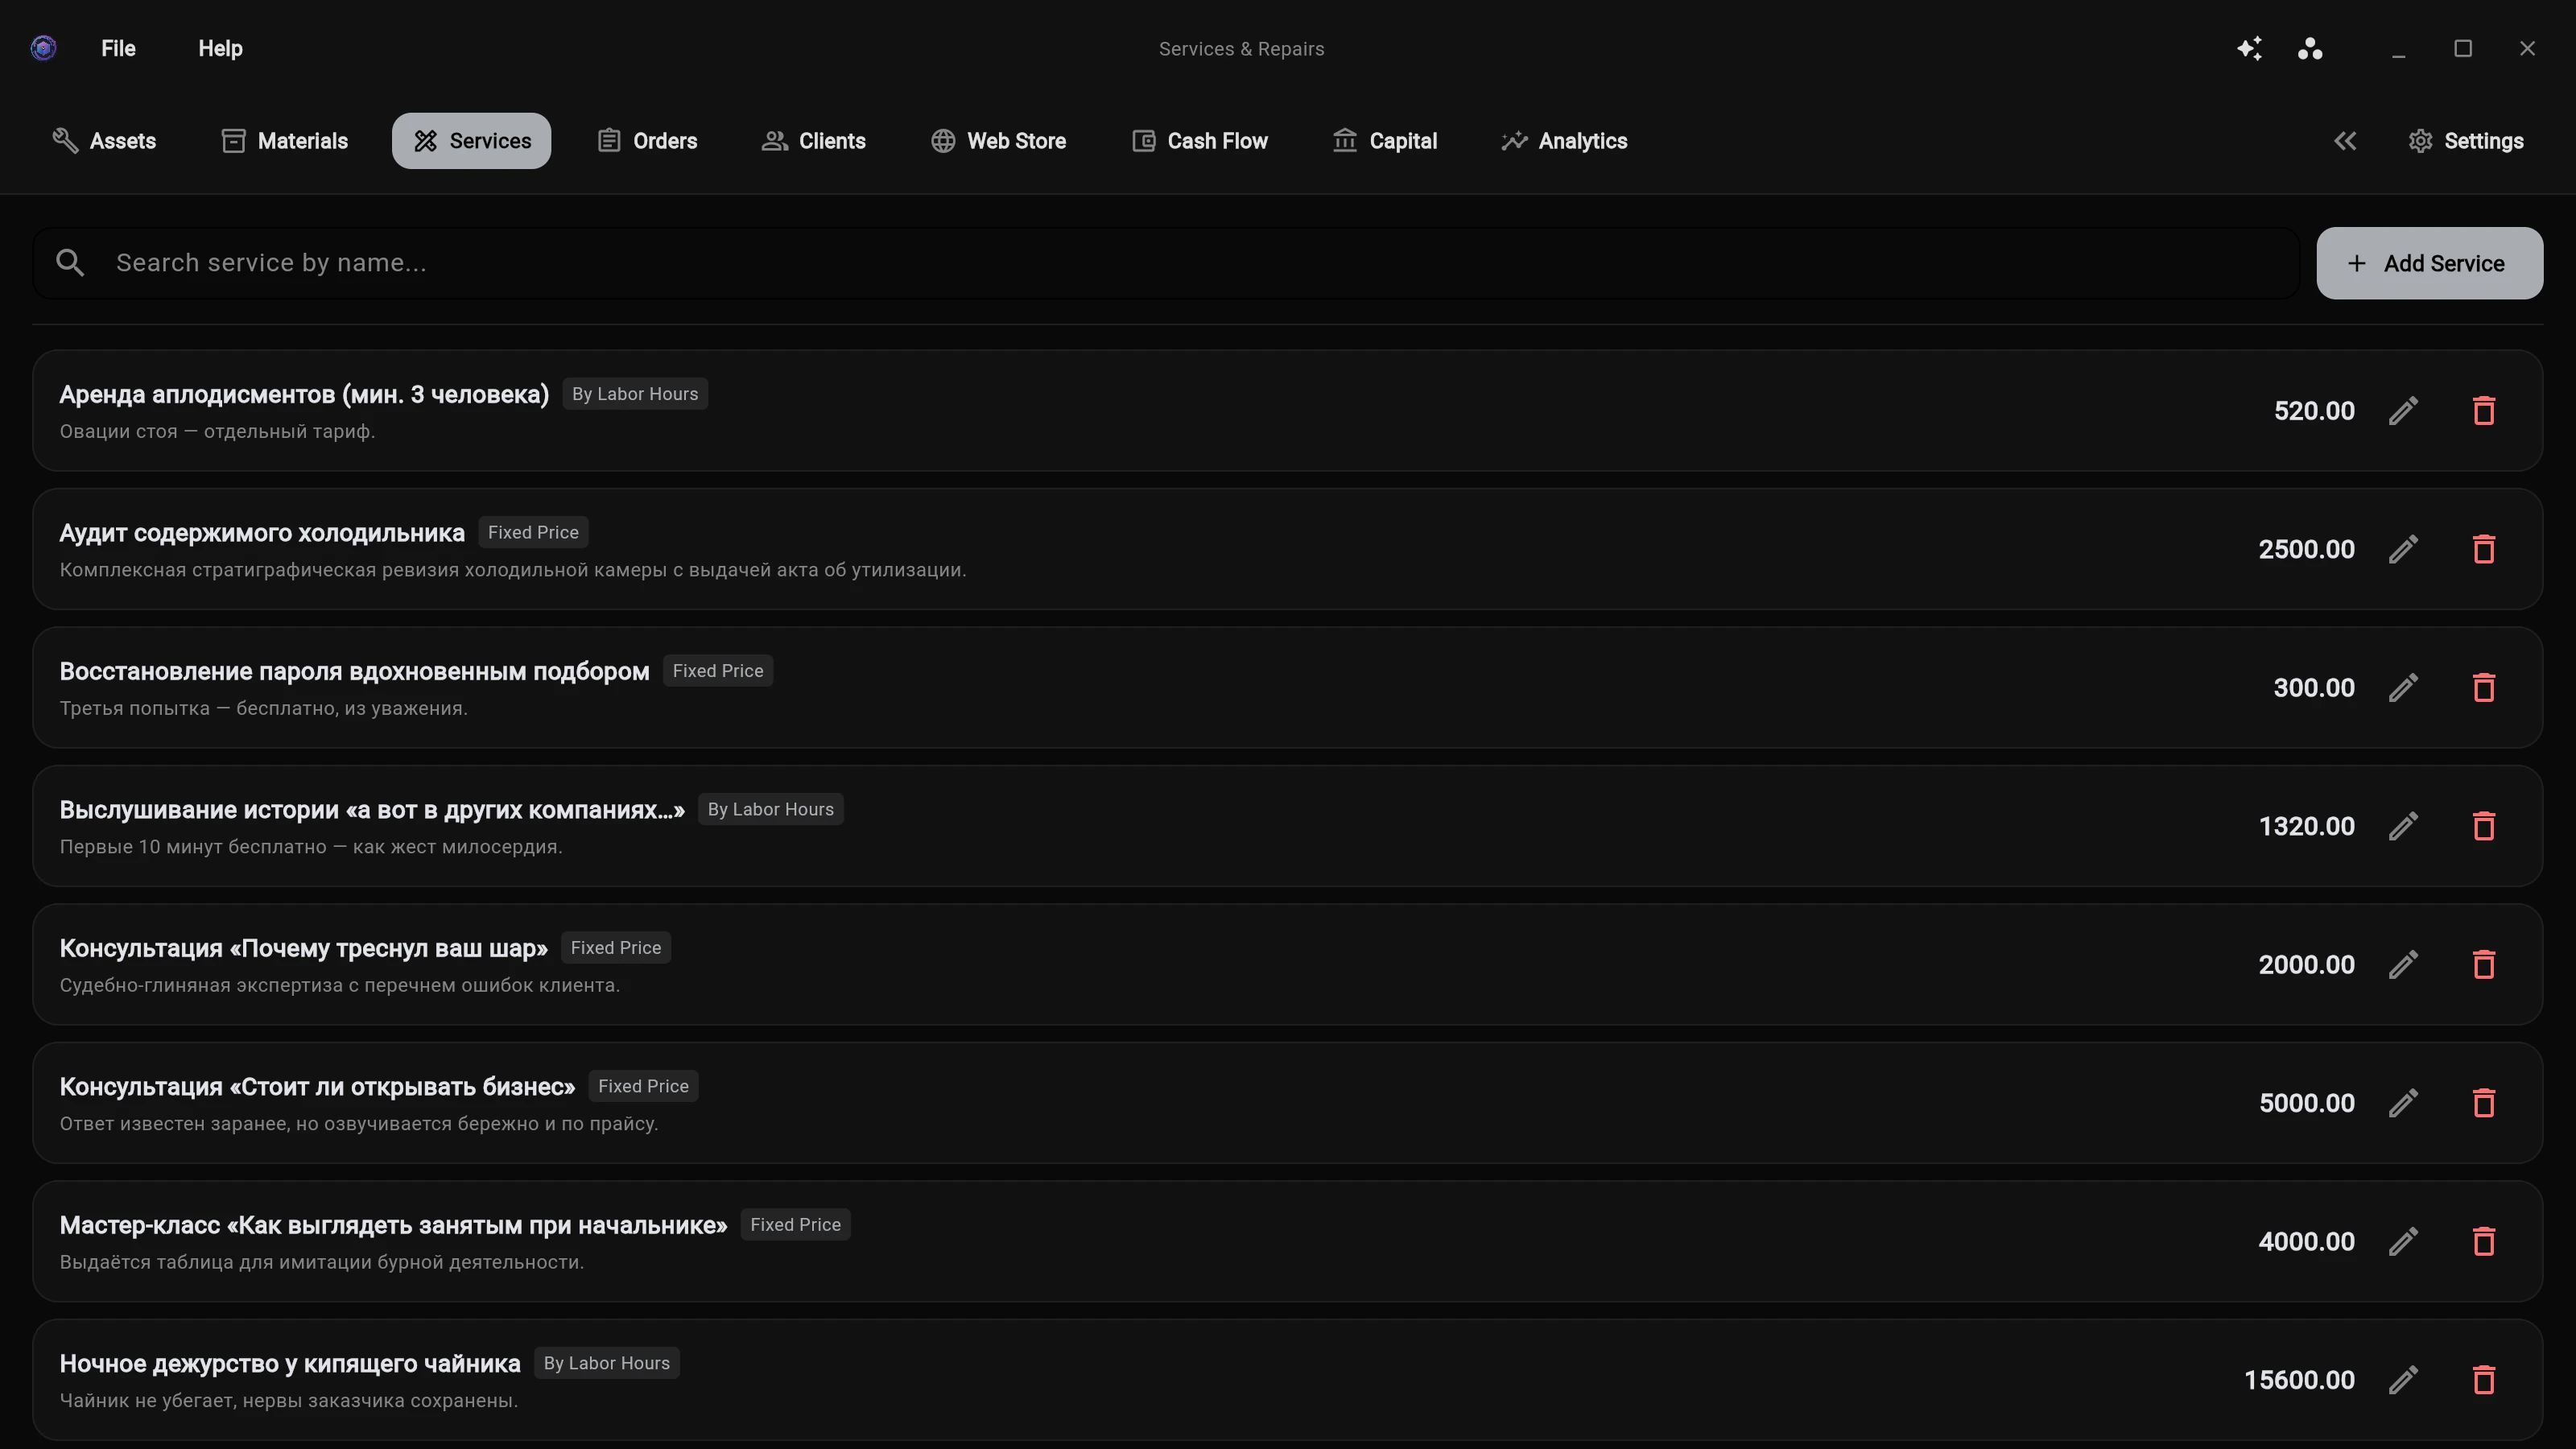 File Help Services & Repairs
Assets Materials Services Orders Clients Web Store Cash Flow Capital Analytics Settings
Search service by name... + Add Service
Аренда аплодисментов (мин. 3 человека) By Labor Hours
Овации стоя — отдельный тариф.
520.00
Аудит содержимого холодильника Fixed Price
Комплексная стратиграфическая ревизия холодильной камеры с выдачей акта об утилизации.
2500.00
Восстановление пароля вдохновенным подбором Fixed Price
Третья попытка — бесплатно, из уважения.
300.00
Выслушивание истории «а вот в других компаниях…» By Labor Hours
Первые 10 минут бесплатно — как жест милосердия.
1320.00
Консультация «Почему треснул ваш шар» Fixed Price
Судебно-глиняная экспертиза с перечнем ошибок клиента.
2000.00
Консультация «Стоит ли открывать бизнес» Fixed Price
Ответ известен заранее, но озвучивается бережно и по прайсу.
5000.00
Мастер-класс «Как выглядеть занятым при начальнике» Fixed Price
Выдаётся таблица для имитации бурной деятельности.
4000.00
Ночное дежурство у кипящего чайника By Labor Hours
Чайник не убегает, нервы заказчика сохранены.
15600.00